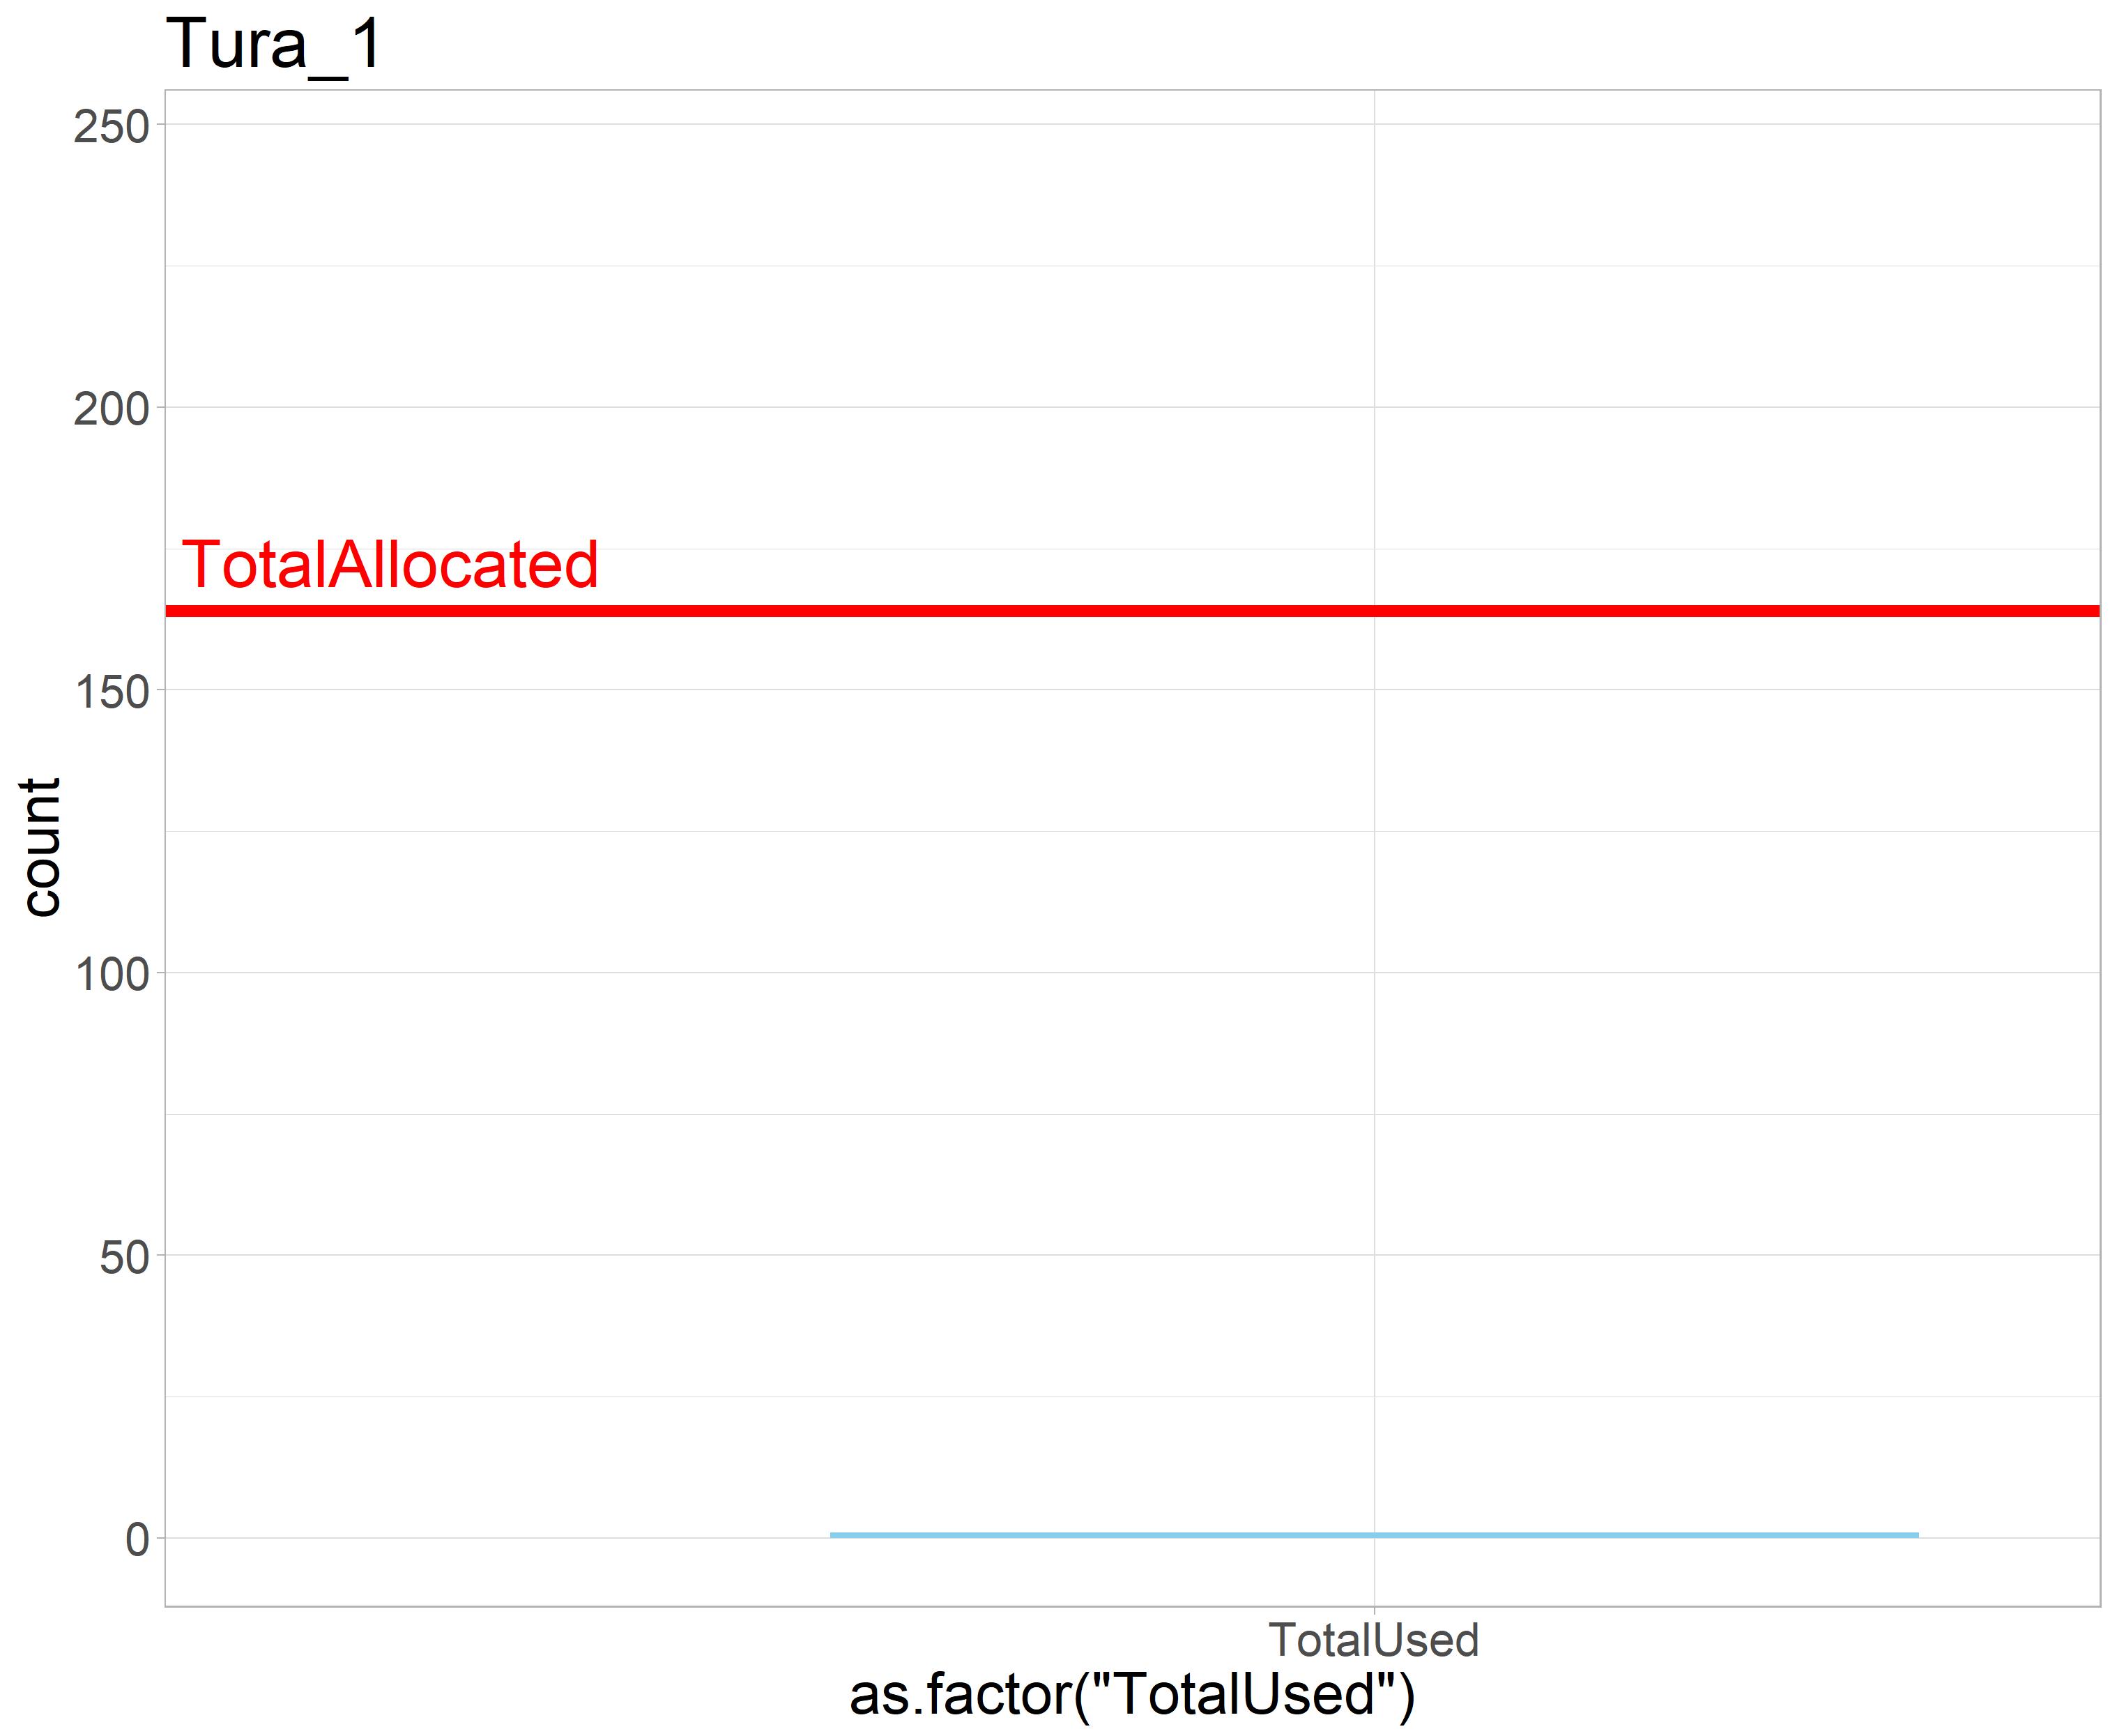 Tura_1
250
200
TotalAllocated
150
count
100
50
0
TotalUsed
as.factor("TotalUsed")